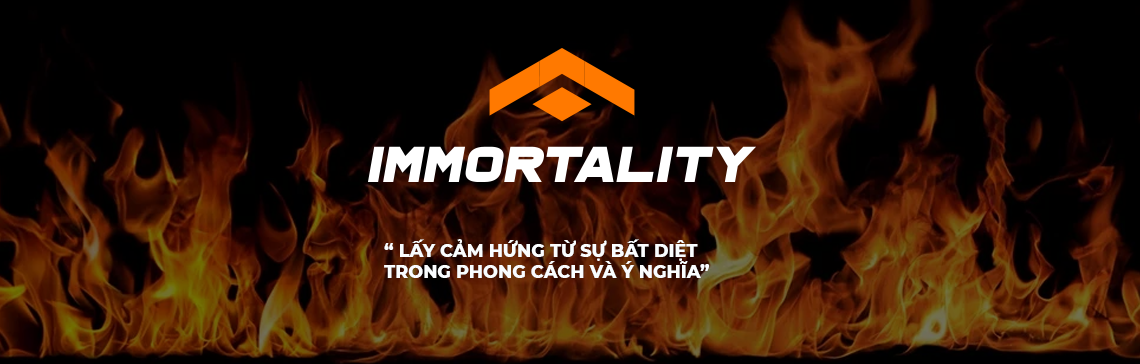 IMMORTALITY
“ LẤY CẢM HỨNG TỪ SỰ BẤT DIỆT
TRONG PHONG CÁCH VÀ Ý NGHĨA”